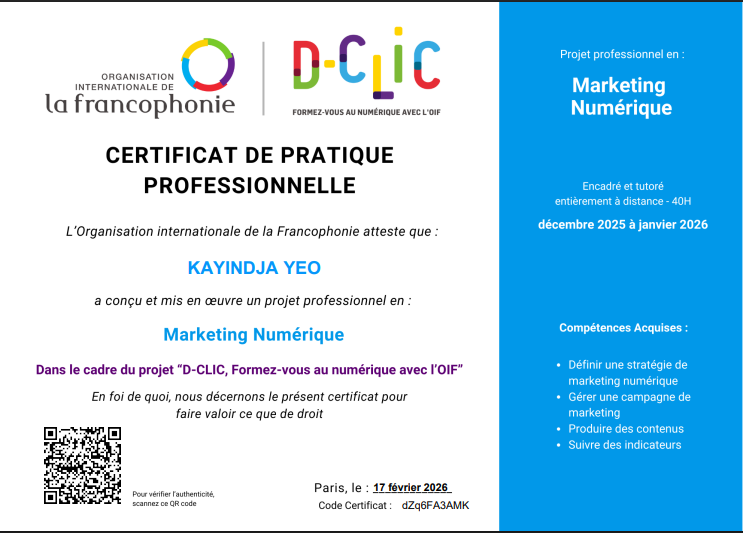 ORGANISATION
INTERNATIONALE DE
la francophonie
D-CLiC
FORMEZ-VOUS AU NUMÉRIQUE AVEC L'OIF
CERTIFICAT DE PRATIQUE
PROFESSIONNELLE
L'Organisation internationale de la Francophonie atteste que :
KAYINDJA YEO
a conçu et mis en œuvre un projet professionnel en :
Marketing Numérique
Dans le cadre du projet “D-CLIC, Formez-vous au numérique avec l'OIF”
En foi de quoi, nous décernons le présent certificat pour
faire valoir ce que de droit
Pour vérifier l'authenticité,
scannez ce QR code
Paris, le : 17 février 2026
Code Certificat : dZq6FA3AMK
Projet professionnel en :
Marketing
Numérique
Encadré et tutoré
entièrement à distance - 40H
décembre 2025 à janvier 2026
Compétences Acquises :
• Définir une stratégie de
marketing numérique
• Gérer une campagne de
marketing
• Produire des contenus
• Suivre des indicateurs